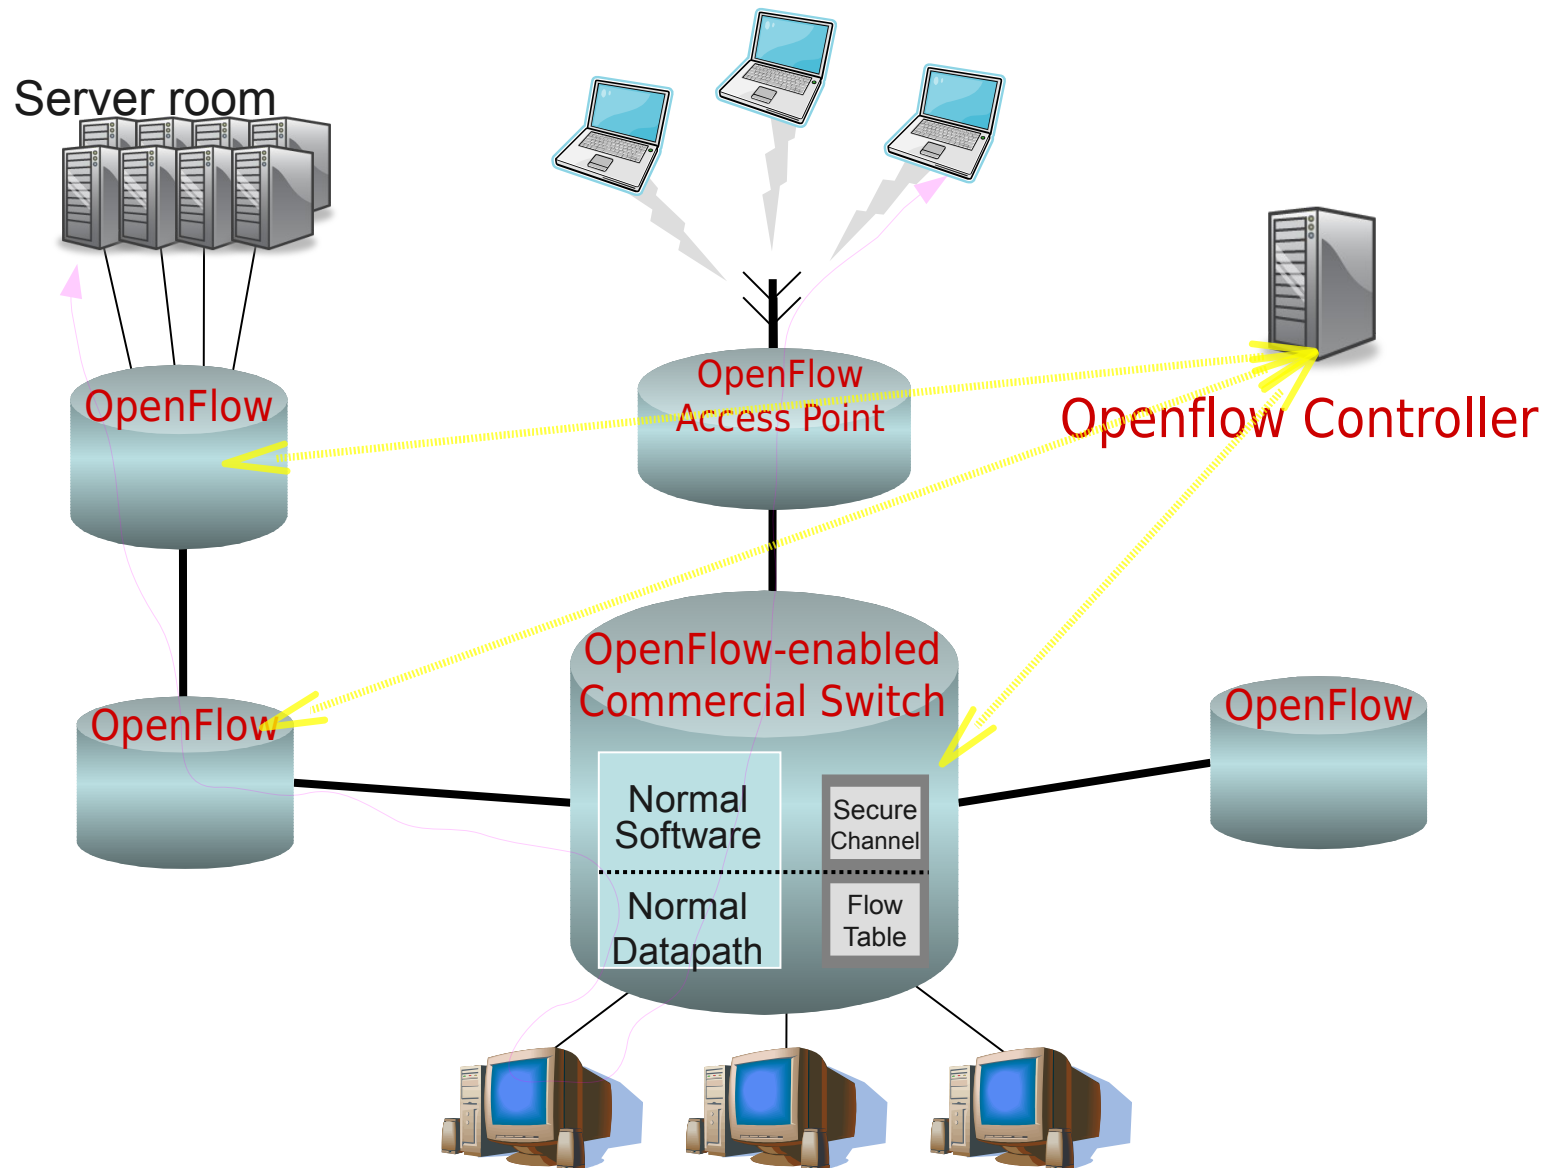 Server room
OpenFlow
OpenFlow
Access Point
Openflow Controller
OpenFlow
OpenFlow-enabled
Commercial Switch
OpenFlow
Normal
Software
Secure
Channel
Normal
Datapath
Flow
Table